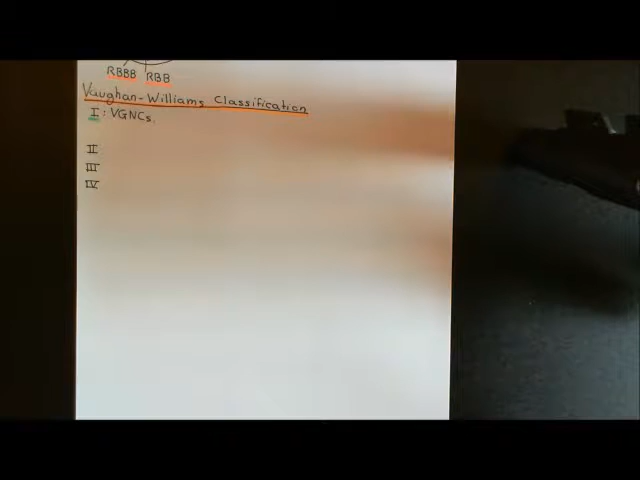 RBBB RBB
Vaughan-Williams Classification
I : VGNCs.
II
III
IV